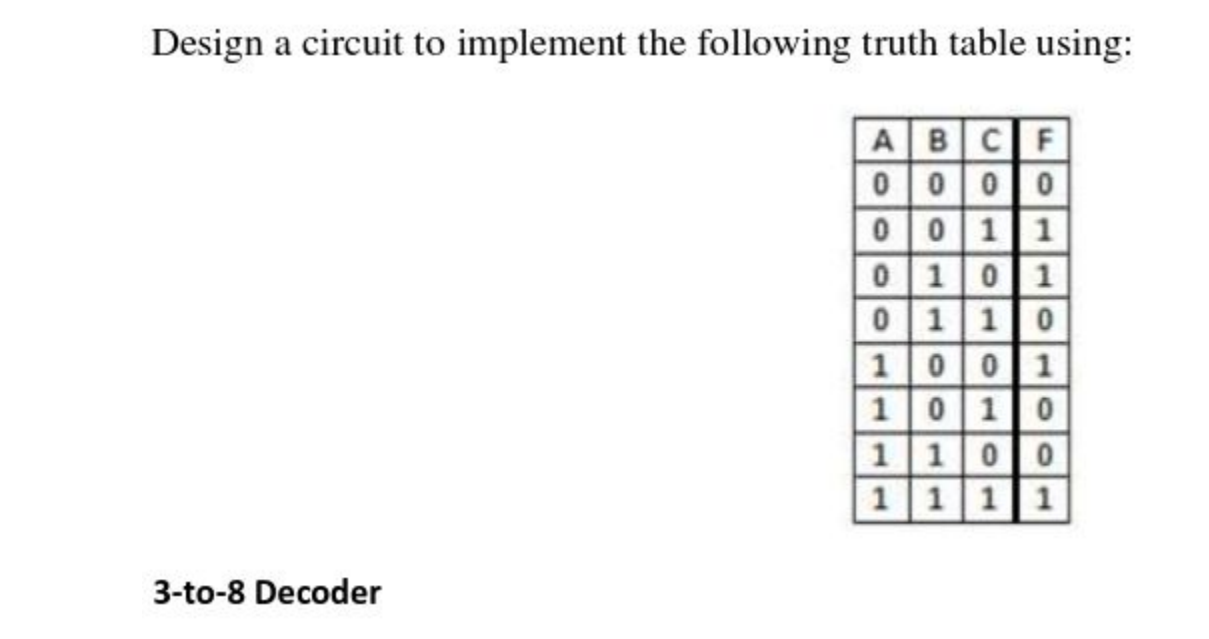 Design a circuit to implement the following truth table using:
A B C F
0 0 0 0
0 0 1 1
0 1 0 1
0 1 1 0
1 0 0 1
1 0 1 0
1 1 0 0
1 1 1 1
3-to-8 Decoder